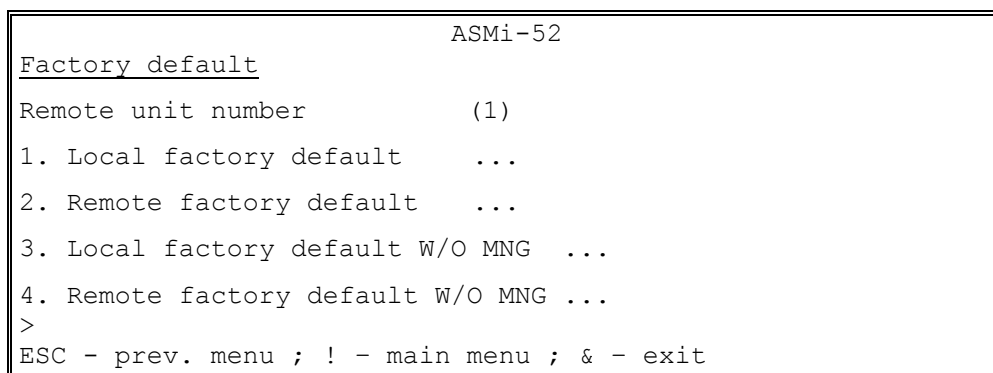 ASMi-52
Factory default
Remote unit number (1)
1. Local factory default ...
2. Remote factory default ...
3. Local factory default W/O MNG ...
4. Remote factory default W/O MNG ...
>
ESC - prev. menu ; ! – main menu ; & – exit